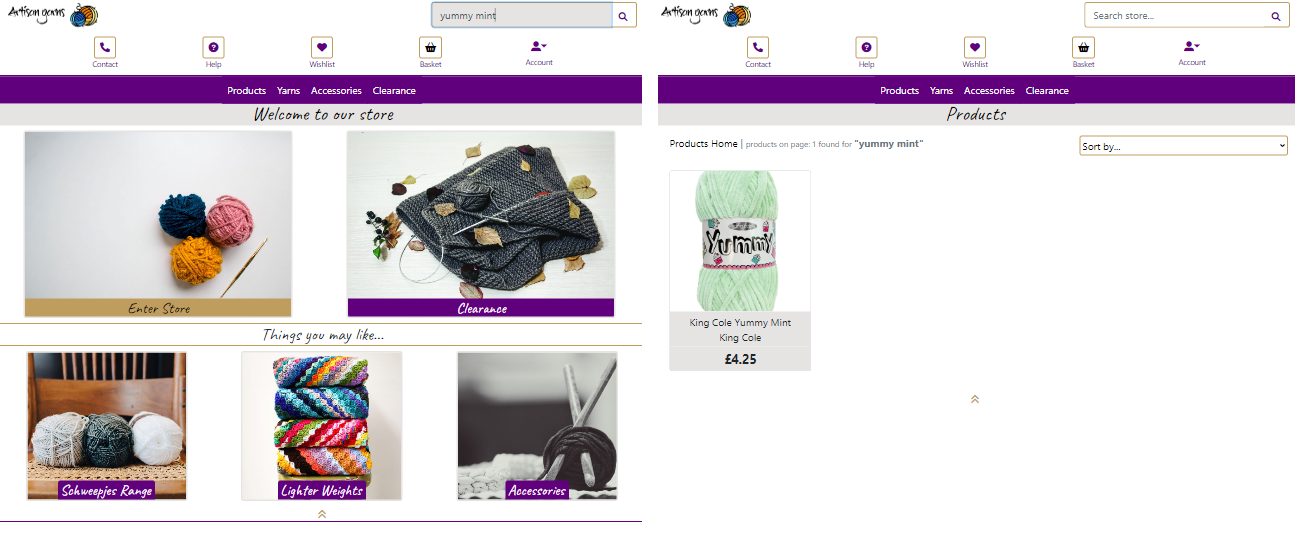 Artisan yarns
yummy mint
Contact
Help
Wishlist
Basket
Account
Products Yarns Accessories Clearance
Welcome to our store
Enter Store
Clearance
Things you may like...
Schweepjes Range
Lighter Weights
Accessories
Artisan yarns
Search store...
Contact
Help
Wishlist
Basket
Account
Products Yarns Accessories Clearance
Products
Products Home | products on page: 1 found for "yummy mint"
Sort by...
Yummy
King Cole Yummy Mint
King Cole
£4.25